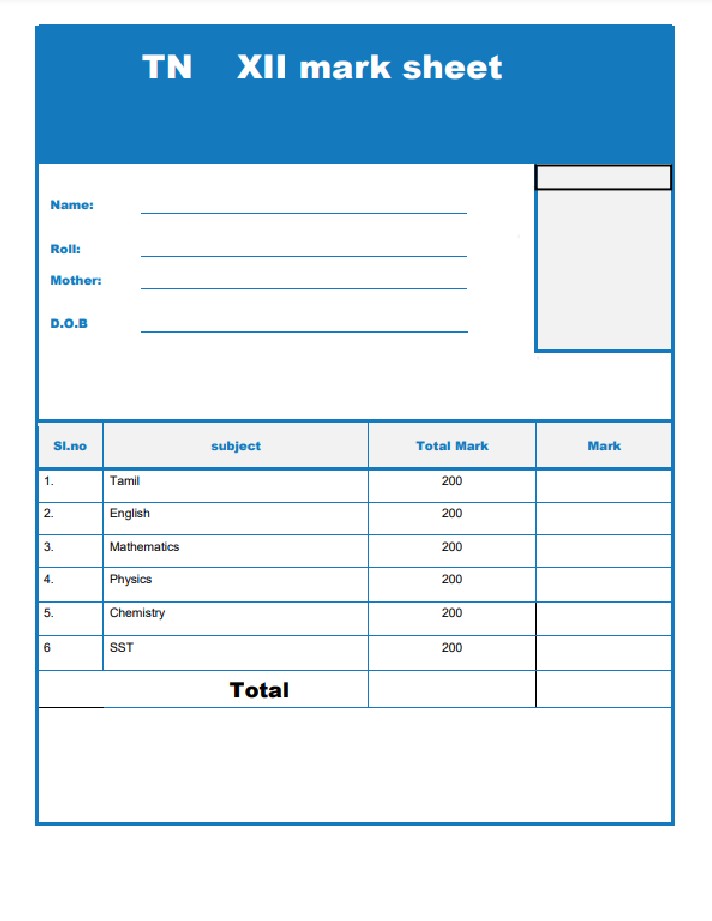 TN XII mark sheet
Name:
Roll:
Mother:
D.O.B
Sl.no subject Total Mark Mark
1. Tamil 200
2. English 200
3. Mathematics 200
4. Physics 200
5. Chemistry 200
6 SST 200
Total